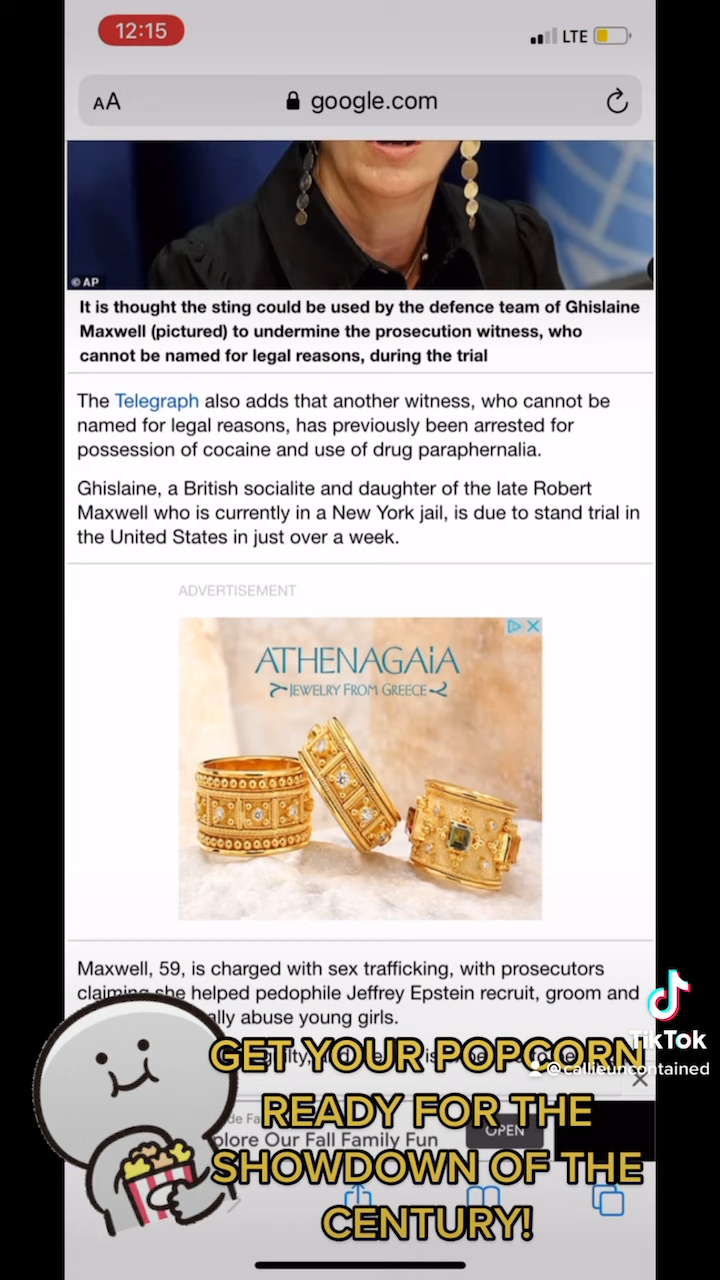 12:15
LTE
AA
google.com
© AP
It is thought the sting could be used by the defence team of Ghislaine
Maxwell (pictured) to undermine the prosecution witness, who
cannot be named for legal reasons, during the trial
The Telegraph also adds that another witness, who cannot be
named for legal reasons, has previously been arrested for
possession of cocaine and use of drug paraphernalia.
Ghislaine, a British socialite and daughter of the late Robert
Maxwell who is currently in a New York jail, is due to stand trial in
the United States in just over a week.
ADVERTISEMENT
ATHENAGAiA
JEWELRY FROM GREECE
Maxwell, 59, is charged with sex trafficking, with prosecutors
claiming she helped pedophile Jeffrey Epstein recruit, groom and
young girls.
TikTok
@callieuncontained
GET YOUR POPCORN
READY FOR THE
SHOWDOWN OF THE
CENTURY!
Our Fall Family Fun
OPEN